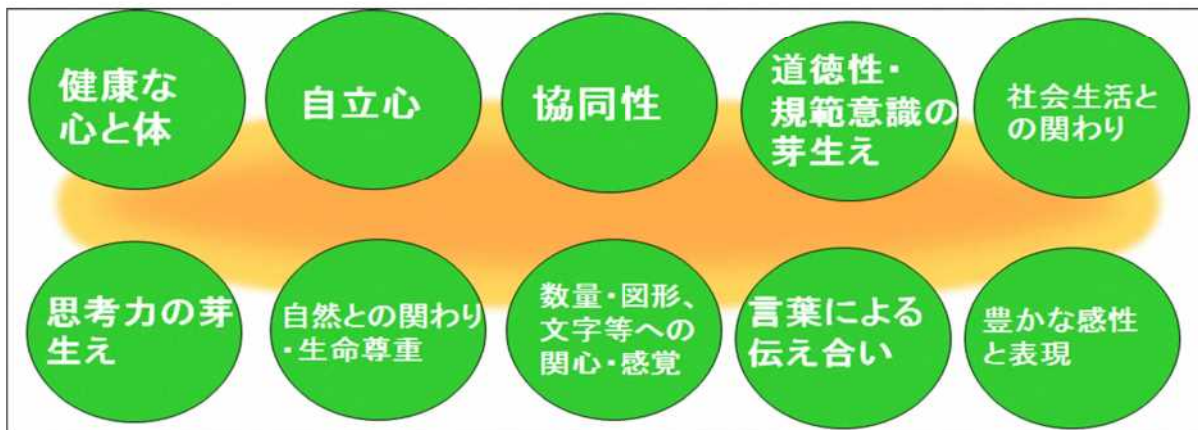 健康な
心と体
自立心
協同性
道徳性・
規範意識の
芽生え
社会生活と
の関わり
思考力の芽
生え
自然との関わり
・生命尊重
数量・図形、
文字等への
関心・感覚
言葉による
伝え合い
豊かな感性
と表現